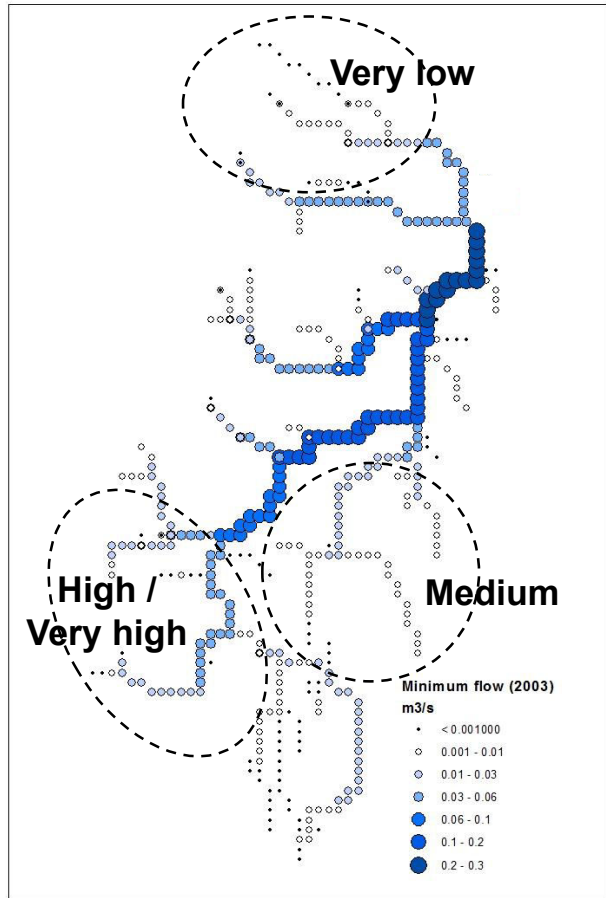 Very low
High /
Very high
Medium
Minimum flow (2003)
m3/s
< 0.001000
0.001 - 0.01
0.01 - 0.03
0.03 - 0.06
0.06 - 0.1
0.1 - 0.2
0.2 - 0.3